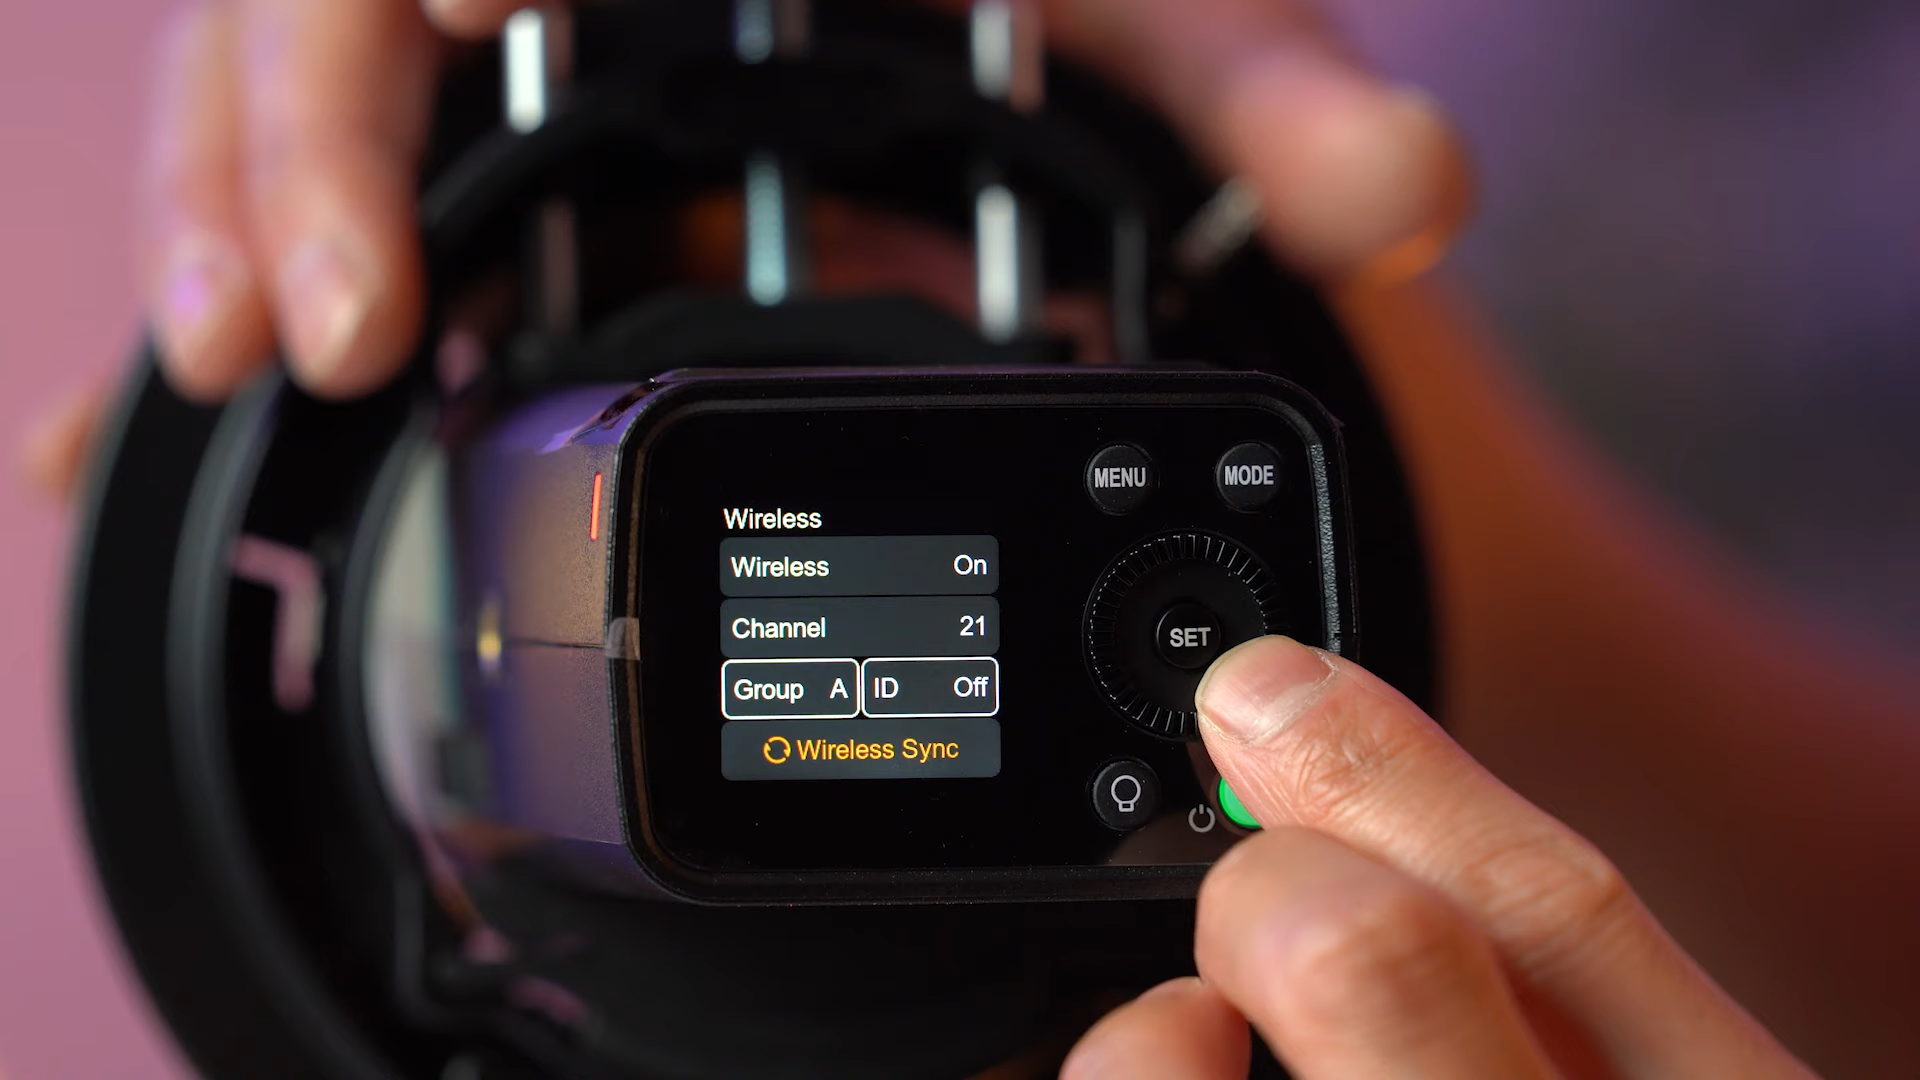 MENU MODE
Wireless
Wireless On
Channel 21
SET
Group A ID Off
Wireless Sync